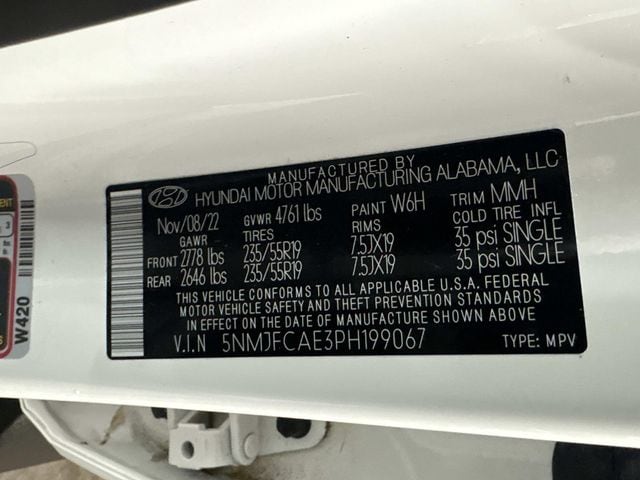 MANUFACTURED BY
HYUNDAI MOTOR MANUFACTURING ALABAMA, LLC
Nov/08/22 GVWR 4761 lbs PAINT W6H TRIM MMH
GAWR TIRES RIMS COLD TIRE INFL
FRONT 2778 lbs 235/55R19 7.5JX19 35 psi SINGLE
REAR 2646 lbs 235/55R19 7.5JX19 35 psi SINGLE
THIS VEHICLE CONFORMS TO ALL APPLICABLE U.S.A. FEDERAL
MOTOR VEHICLE SAFETY AND THEFT PREVENTION STANDARDS
IN EFFECT ON THE DATE OF MANUFACTURE SHOWN ABOVE
V.I.N 5NMJFCAE3PH199067 TYPE: MPV
3
W420